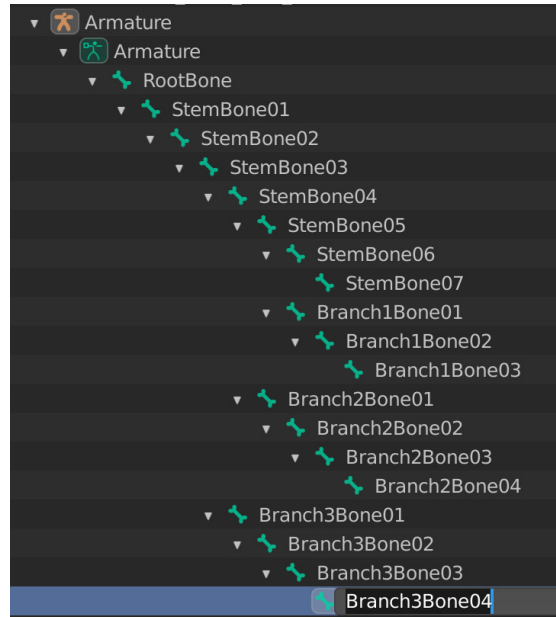 Armature
Armature
RootBone
StemBone01
StemBone02
StemBone03
StemBone04
StemBone05
StemBone06
StemBone07
Branch1Bone01
Branch1Bone02
Branch1Bone03
Branch2Bone01
Branch2Bone02
Branch2Bone03
Branch2Bone04
Branch3Bone01
Branch3Bone02
Branch3Bone03
Branch3Bone04